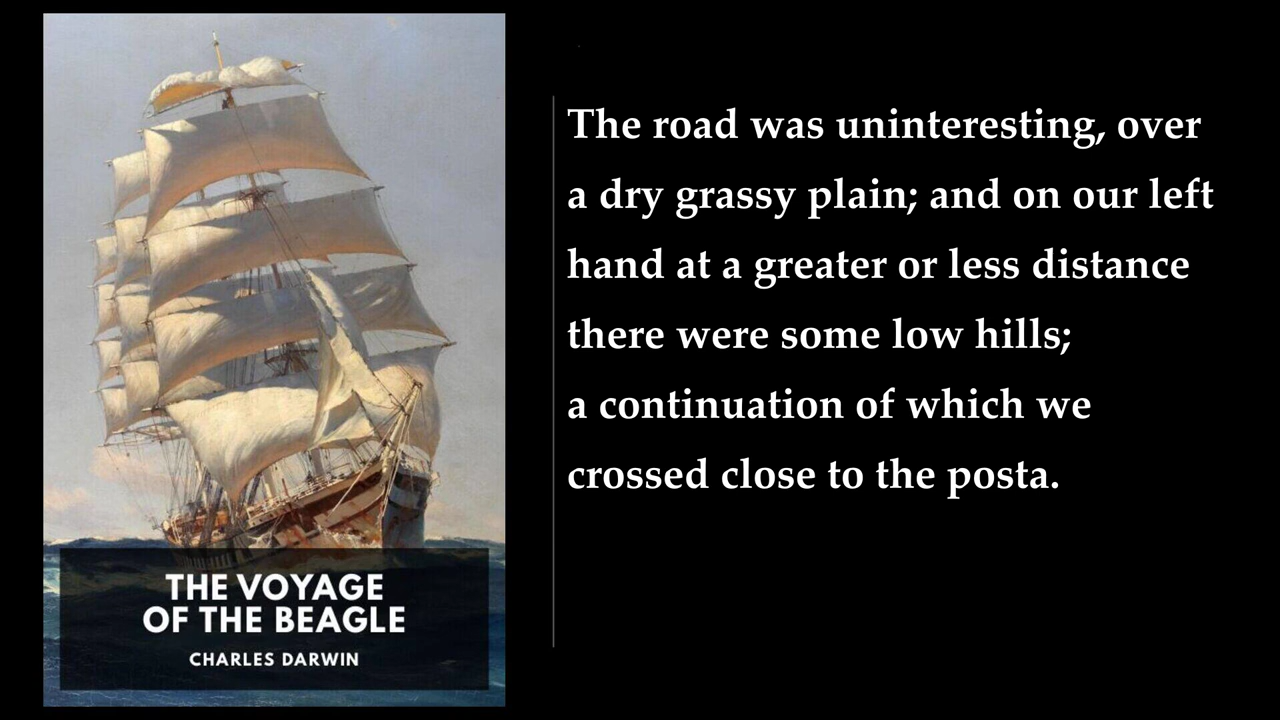 The road was uninteresting, over
a dry grassy plain; and on our left
hand at a greater or less distance
there were some low hills;
a continuation of which we
crossed close to the posta.
THE VOYAGE
OF THE BEAGLE
CHARLES DARWIN